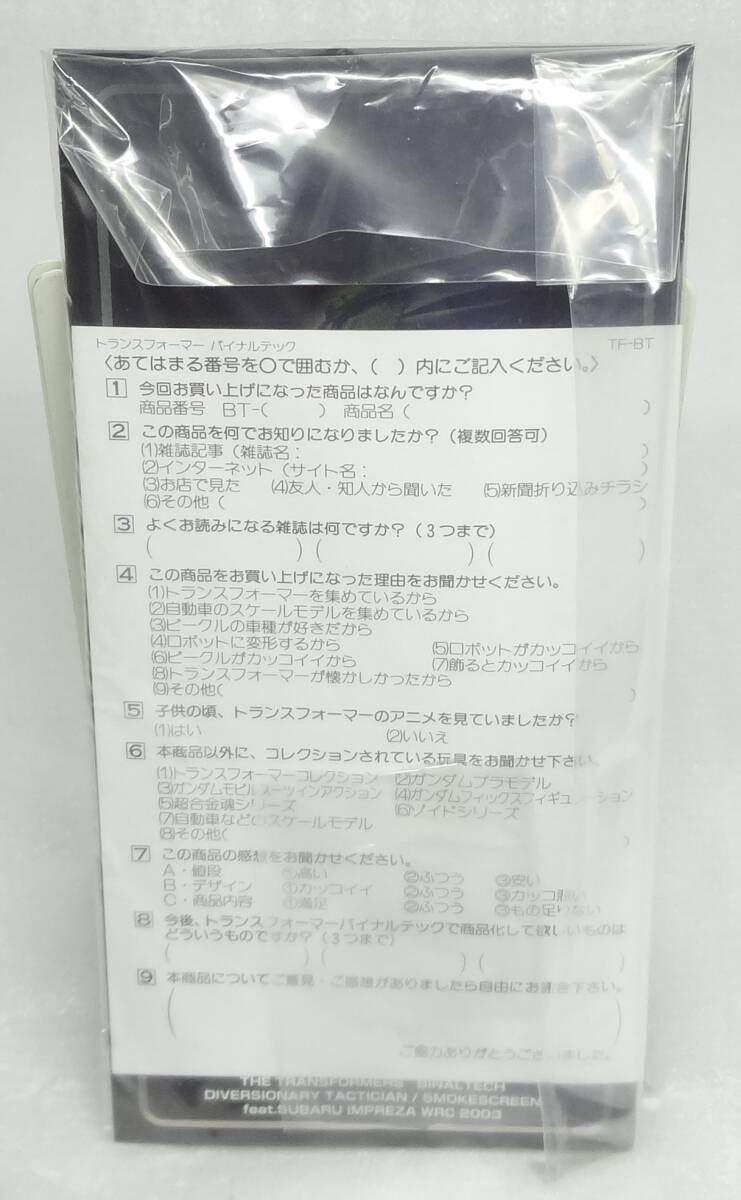 トランスフォーマー バイナルテック
TF-BT
〈あてはまる番号を○で囲むか、( )内にご記入ください。〉
1 今回お買い上げになった商品はなんですか?
商品番号 BT-( ) 商品名( )
2 この商品を何でお知りになりましたか?(複数回答可)
(1)雑誌記事(雑誌名: )
(2)インターネット(サイト名: )
(3)お店で見た (4)友人・知人から聞いた (5)新聞折り込みチラシ
(6)その他( )
3 よくお読みになる雑誌は何ですか?(3つまで)
( ) ( ) ( )
4 この商品をお買い上げになった理由をお聞かせください。
(1)トランスフォーマーを集めているから
(2)自動車のスケールモデルを集めているから
(3)ビークルの車種が好きだから
(4)ロボットに変形するから (5)ロボットがカッコイイから
(6)ビークルがカッコイイから (7)飾るとカッコイイから
(8)トランスフォーマーが懐かしかったから
(9)その他( )
5 子供の頃、トランスフォーマーのアニメを見ていましたか?
(1)はい (2)いいえ
6 本商品以外に、コレクションされている玩具をお聞かせ下さい。
(1)トランスフォーマーコレクション (2)ガンダムプラモデル
(3)ガンダムモビルスーツインアクション (4)ガンダムフィックスフィギュレーション
(5)超合金魂シリーズ (6)ゾイドシリーズ
(7)自動車などのスケールモデル
(8)その他( )
7 この商品の感想をお聞かせください。
A・値段 ①高い ②ふつう ③安い
B・デザイン ①カッコイイ ②ふつう ③カッコ悪い
C・商品内容 ①満足 ②ふつう ③もの足りない
8 今後、トランスフォーマーバイナルテックで商品化して欲しいものは
どういうものですか?(3つまで)
( ) ( ) ( )
9 本商品についてご意見・ご感想がありましたら自由にお書き下さい。
( )
ご協力ありがとうございました。
THE TRANSFORMERS BINALTECH
DIVERSIONARY TACTICIAN / SMOKESCREEN
feat.SUBARU IMPREZA WRC 2003